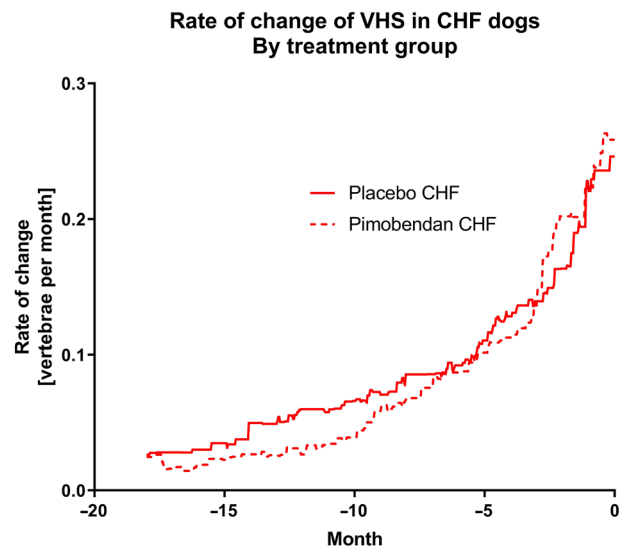 Rate of change of VHS in CHF dogs
By treatment group
Rate of change
[vertebrae per month]
0.3
0.2
0.1
0.0
Placebo CHF
Pimobendan CHF
−20
−15
−10
−5
0
Month